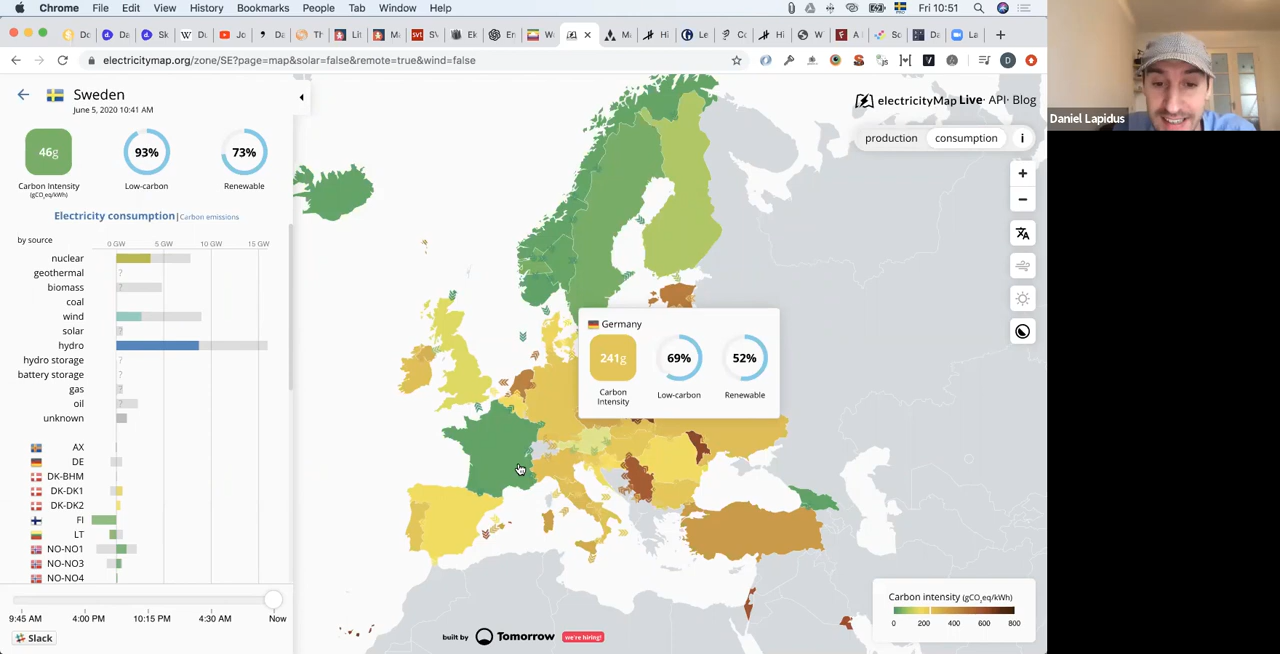 Chrome File Edit View History Bookmarks People Tab Window Help
Fri 10:51
electricitymap.org/zone/SE?page=map&solar=false&remote=true&wind=false
Sweden
June 5, 2020 10:41 AM
46g
93%
73%
Carbon Intensity
(gCO₂eq/kWh)
Low-carbon
Renewable
Electricity consumption | Carbon emissions
by source
0 GW 5 GW 10 GW 15 GW
nuclear
geothermal ?
biomass ?
coal
wind
solar ?
hydro
hydro storage ?
battery storage ?
gas ?
oil ?
unknown
AX
DE
DK-BHM
DK-DK1
DK-DK2
FI
LT
NO-NO1
NO-NO3
NO-NO4
9:45 AM 4:00 PM 10:15 PM 4:30 AM Now
Slack
electricityMap Live· API· Blog
production consumption i
+
−
Germany
241g
69%
52%
Carbon
Intensity
Low-carbon
Renewable
Carbon intensity (gCO₂eq/kWh)
0 200 400 600 800
built by Tomorrow we're hiring!
Daniel Lapidus